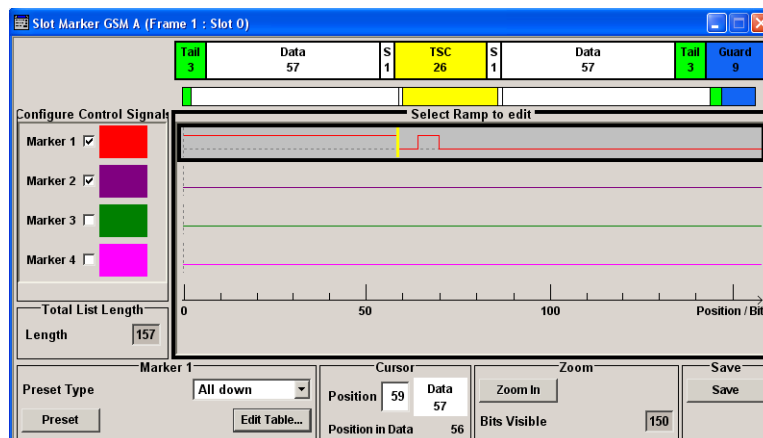 Slot Marker GSM A (Frame 1 : Slot 0)
Tail Data S TSC S Data Tail Guard
3 57 1 26 1 57 3 9
Configure Control Signals
Select Ramp to edit
Marker 1
Marker 2
Marker 3
Marker 4
0 50 100 Position / Bit
Total List Length
Length 157
Marker 1
Preset Type All down
Preset Edit Table...
Cursor
Position 59 Data
57
Position in Data 56
Zoom
Zoom In
Bits Visible 150
Save
Save